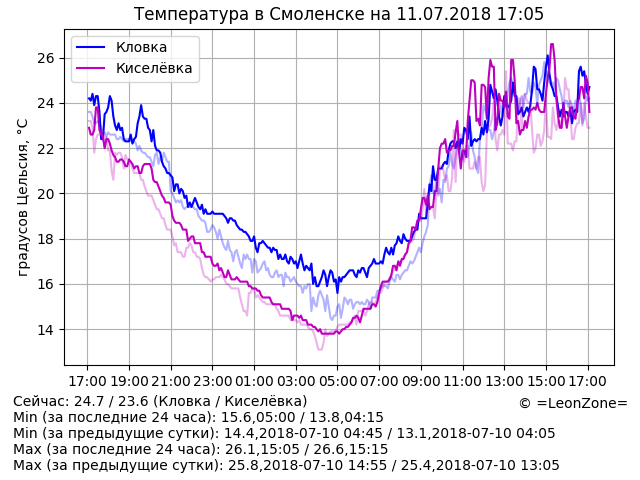 Температура в Смоленске на 11.07.2018 17:05
Кловка
Киселёвка
градусов Цельсия, °C
26
24
22
20
18
16
14
17:00 19:00 21:00 23:00 01:00 03:00 05:00 07:00 09:00 11:00 13:00 15:00 17:00
Сейчас: 24.7 / 23.6 (Кловка / Киселёвка)
© =LeonZone=
Min (за последние 24 часа): 15.6,05:00 / 13.8,04:15
Min (за предыдущие сутки): 14.4,2018-07-10 04:45 / 13.1,2018-07-10 04:05
Max (за последние 24 часа): 26.1,15:05 / 26.6,15:15
Max (за предыдущие сутки): 25.8,2018-07-10 14:55 / 25.4,2018-07-10 13:05